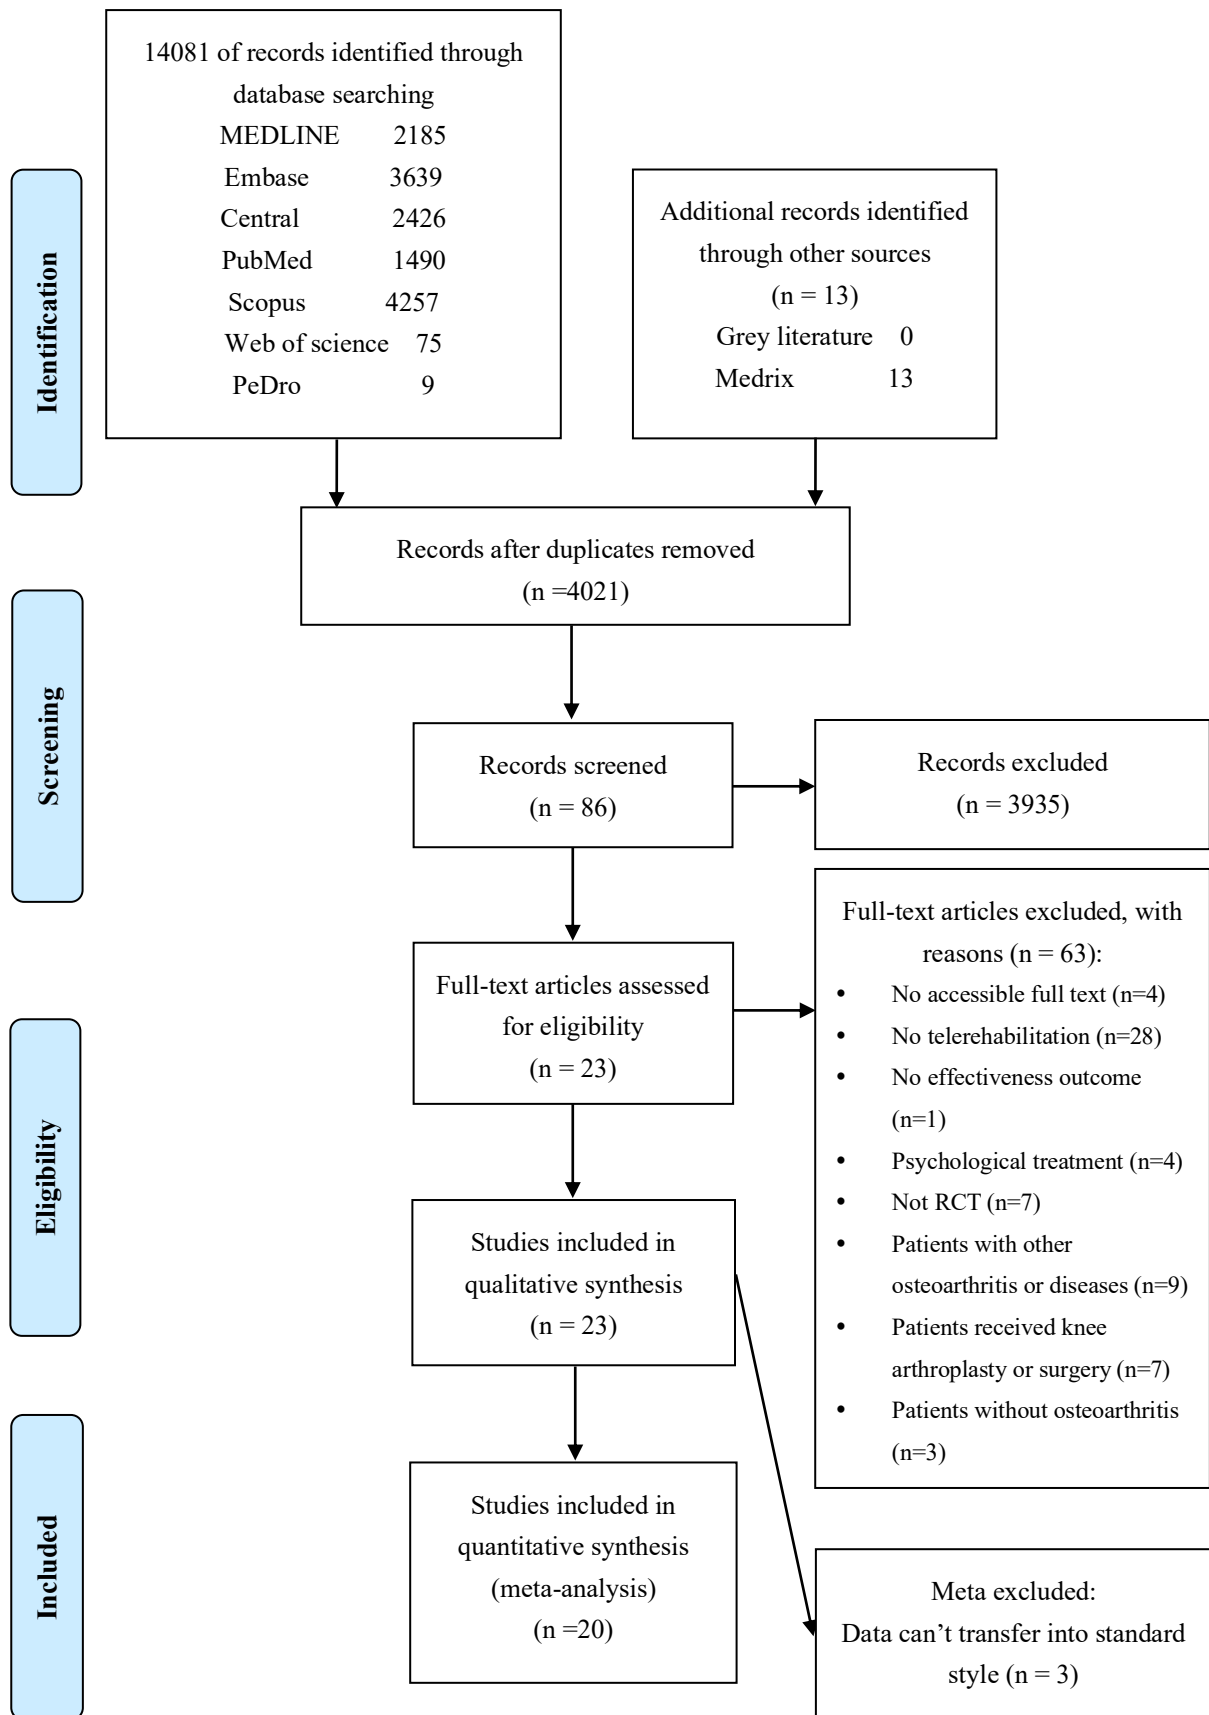 14081 of records identified through
database searching
MEDLINE 2185
Embase 3639
Central 2426
PubMed 1490
Scopus 4257
Web of science 75
PeDro 9
Additional records identified
through other sources
(n = 13)
Grey literature 0
Medrix 13
Identification
Records after duplicates removed
(n =4021)
Screening
Records screened
(n = 86)
Records excluded
(n = 3935)
Full-text articles assessed
for eligibility
(n = 23)
Full-text articles excluded, with
reasons (n = 63):
• No accessible full text (n=4)
• No telerehabilitation (n=28)
• No effectiveness outcome
(n=1)
• Psychological treatment (n=4)
• Not RCT (n=7)
• Patients with other
osteoarthritis or diseases (n=9)
• Patients received knee
arthroplasty or surgery (n=7)
• Patients without osteoarthritis
(n=3)
Eligibility
Studies included in
qualitative synthesis
(n = 23)
Included
Studies included in
quantitative synthesis
(meta-analysis)
(n =20)
Meta excluded:
Data can’t transfer into standard
style (n = 3)